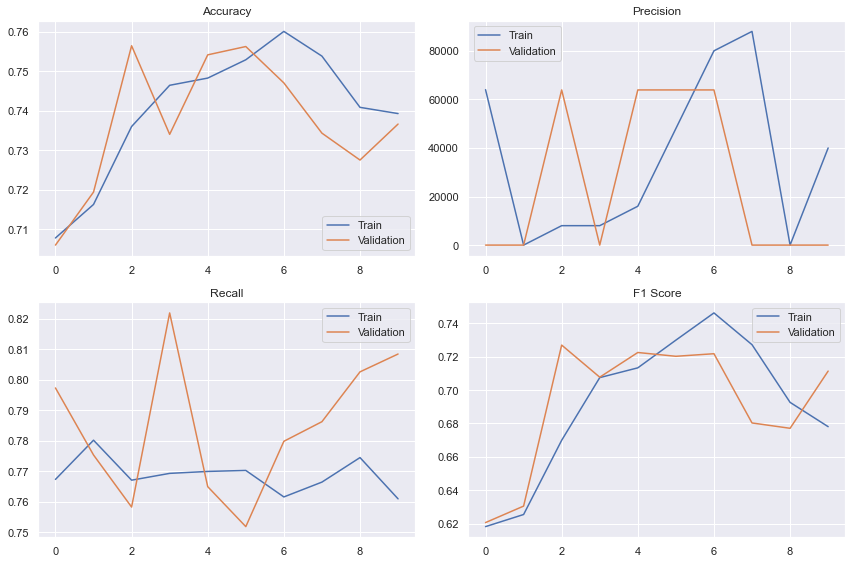 Accuracy
0.76
0.75
0.74
0.73
0.72
0.71
Train
Validation
0 2 4 6 8
Precision
Train
Validation
80000
60000
40000
20000
0
0 2 4 6 8
Recall
0.82
0.81
0.80
0.79
0.78
0.77
0.76
0.75
Train
Validation
0 2 4 6 8
F1 Score
Train
Validation
0.74
0.72
0.70
0.68
0.66
0.64
0.62
0 2 4 6 8